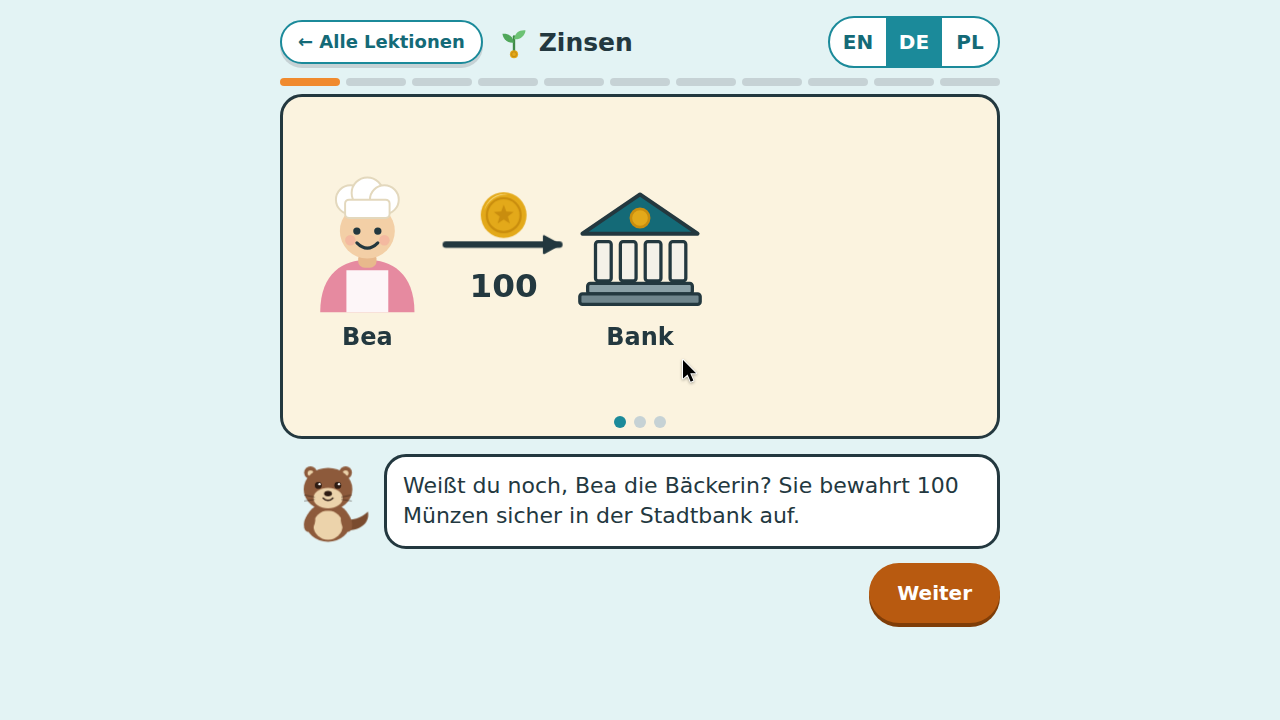 ← Alle Lektionen
Zinsen
EN DE PL
100
Bea
Bank
Weißt du noch, Bea die Bäckerin? Sie bewahrt 100
Münzen sicher in der Stadtbank auf.
Weiter